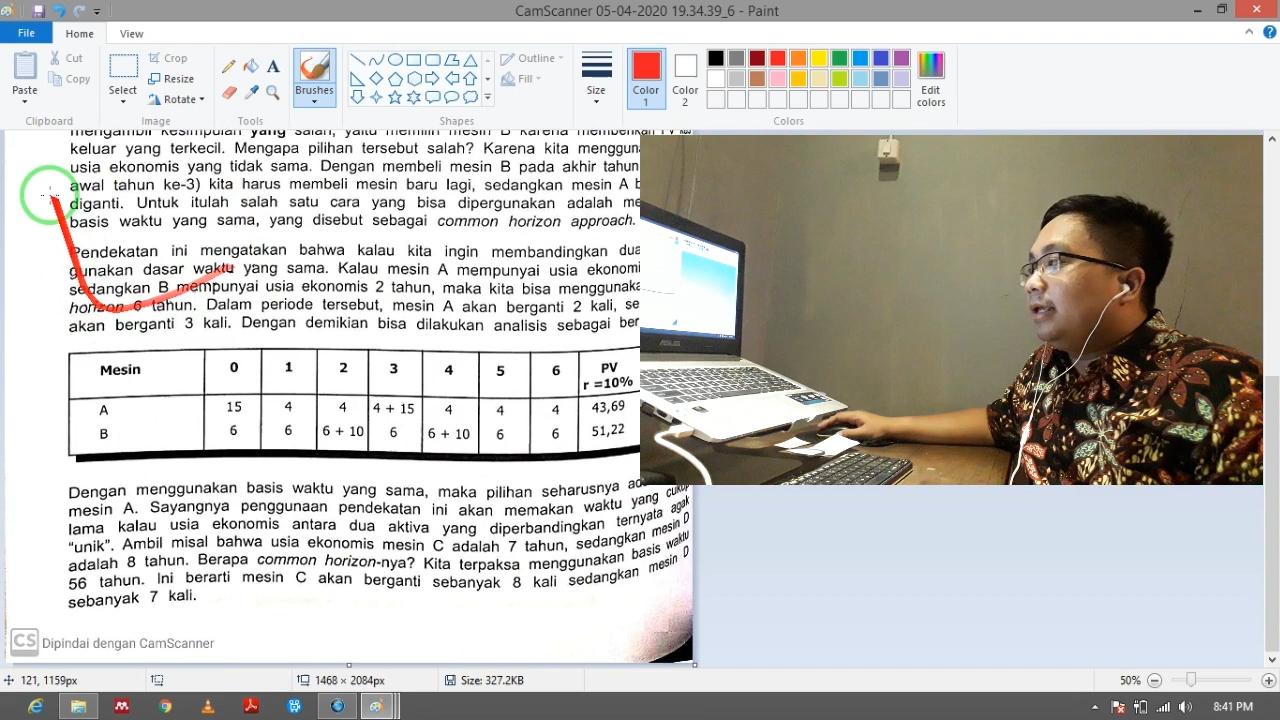 CamScanner 05-04-2020 19.34.39_6 - Paint
File Home View
Paste
Cut
Copy
Clipboard
Select
Crop
Resize
Rotate
Image
Tools
Brushes
Shapes
Outline
Fill
Size
Color 1
Color 2
Edit colors
Colors
mengambil kesimpulan yang salah, yaitu memilih mesin B karena memberikan PV kas
keluar yang terkecil. Mengapa pilihan tersebut salah? Karena kita
usia ekonomis yang tidak sama. Dengan membeli mesin B pada akhir tahun
awal tahun ke-3) kita harus membeli mesin baru lagi, sedangkan mesin A b
diganti. Untuk itulah salah satu cara yang bisa dipergunakan adalah me
basis waktu yang sama, yang disebut sebagai common horizon approach.
Pendekatan ini mengatakan bahwa kalau kita ingin membandingkan dua
gunakan dasar waktu yang sama. Kalau mesin A mempunyai usia ekonomi
sedangkan B mempunyai usia ekonomis 2 tahun, maka kita bisa menggunaka
horizon 6 tahun. Dalam periode tersebut, mesin A akan berganti 2 kali, se
akan berganti 3 kali. Dengan demikian bisa dilakukan analisis sebagai ber
Mesin 0 1 2 3 4 5 6 PV r =10%
A 15 4 4 4 + 15 4 4 4 43,69
B 6 6 6 + 10 6 6 + 10 6 6 51,22
Dengan menggunakan basis waktu yang sama, maka pilihan seharusnya ad
mesin A. Sayangnya penggunaan pendekatan ini akan memakan waktu yang cukup
lama kalau usia ekonomis antara dua aktiva yang diperbandingkan ternyata agak
"unik". Ambil misal bahwa usia ekonomis mesin C adalah 7 tahun, sedangkan mesin D
adalah 8 tahun. Berapa common horizon-nya? Kita terpaksa menggunakan basis waktu
56 tahun. Ini berarti mesin C akan berganti sebanyak 8 kali sedangkan mesin D
sebanyak 7 kali.
CS Dipindai dengan CamScanner
ASUS
121, 1159px
1468 × 2084px
Size: 327.2KB
50%
8:41 PM